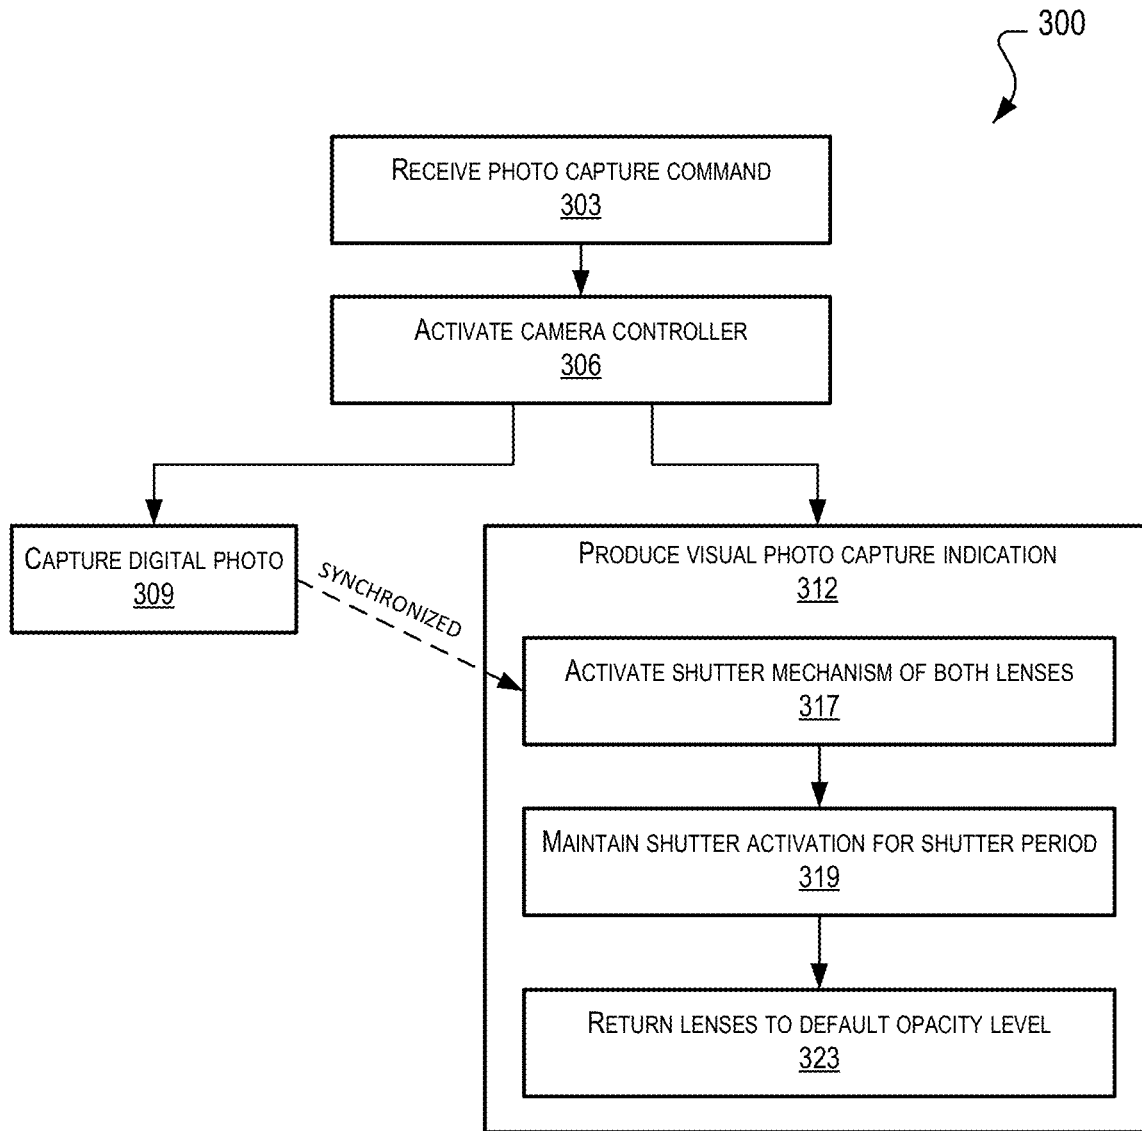 300
RECEIVE PHOTO CAPTURE COMMAND
303
ACTIVATE CAMERA CONTROLLER
306
CAPTURE DIGITAL PHOTO
309
SYNCHRONIZED
PRODUCE VISUAL PHOTO CAPTURE INDICATION
312
ACTIVATE SHUTTER MECHANISM OF BOTH LENSES
317
MAINTAIN SHUTTER ACTIVATION FOR SHUTTER PERIOD
319
RETURN LENSES TO DEFAULT OPACITY LEVEL
323